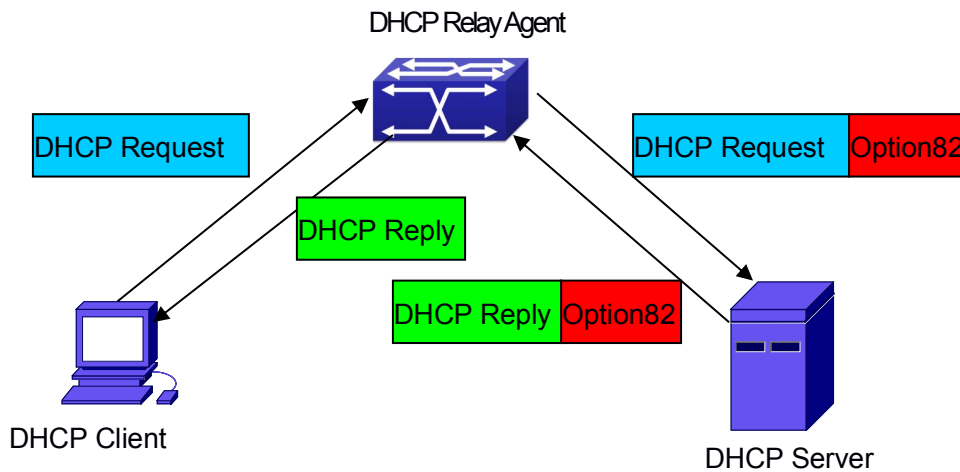 DHCP Relay Agent
DHCP Request
DHCP Request Option82
DHCP Reply
DHCP Reply Option82
DHCP Client
DHCP Server